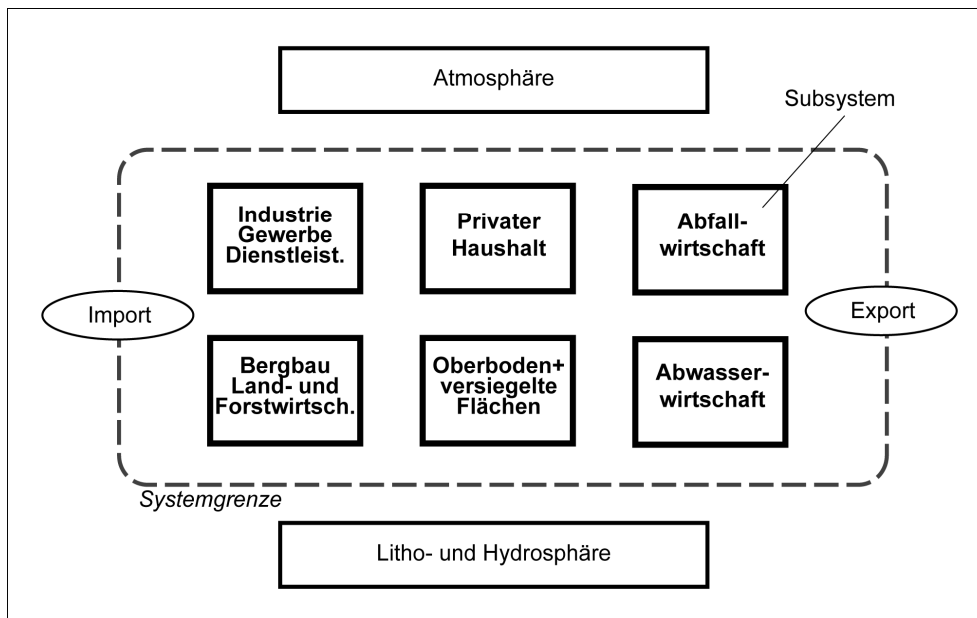 Atmosphäre
Subsystem
Industrie
Gewerbe
Dienstleist.
Privater
Haushalt
Abfall-
wirtschaft
Import
Export
Bergbau
Land- und
Forstwirtsch.
Oberboden+
versiegelte
Flächen
Abwasser-
wirtschaft
Systemgrenze
Litho- und Hydrosphäre